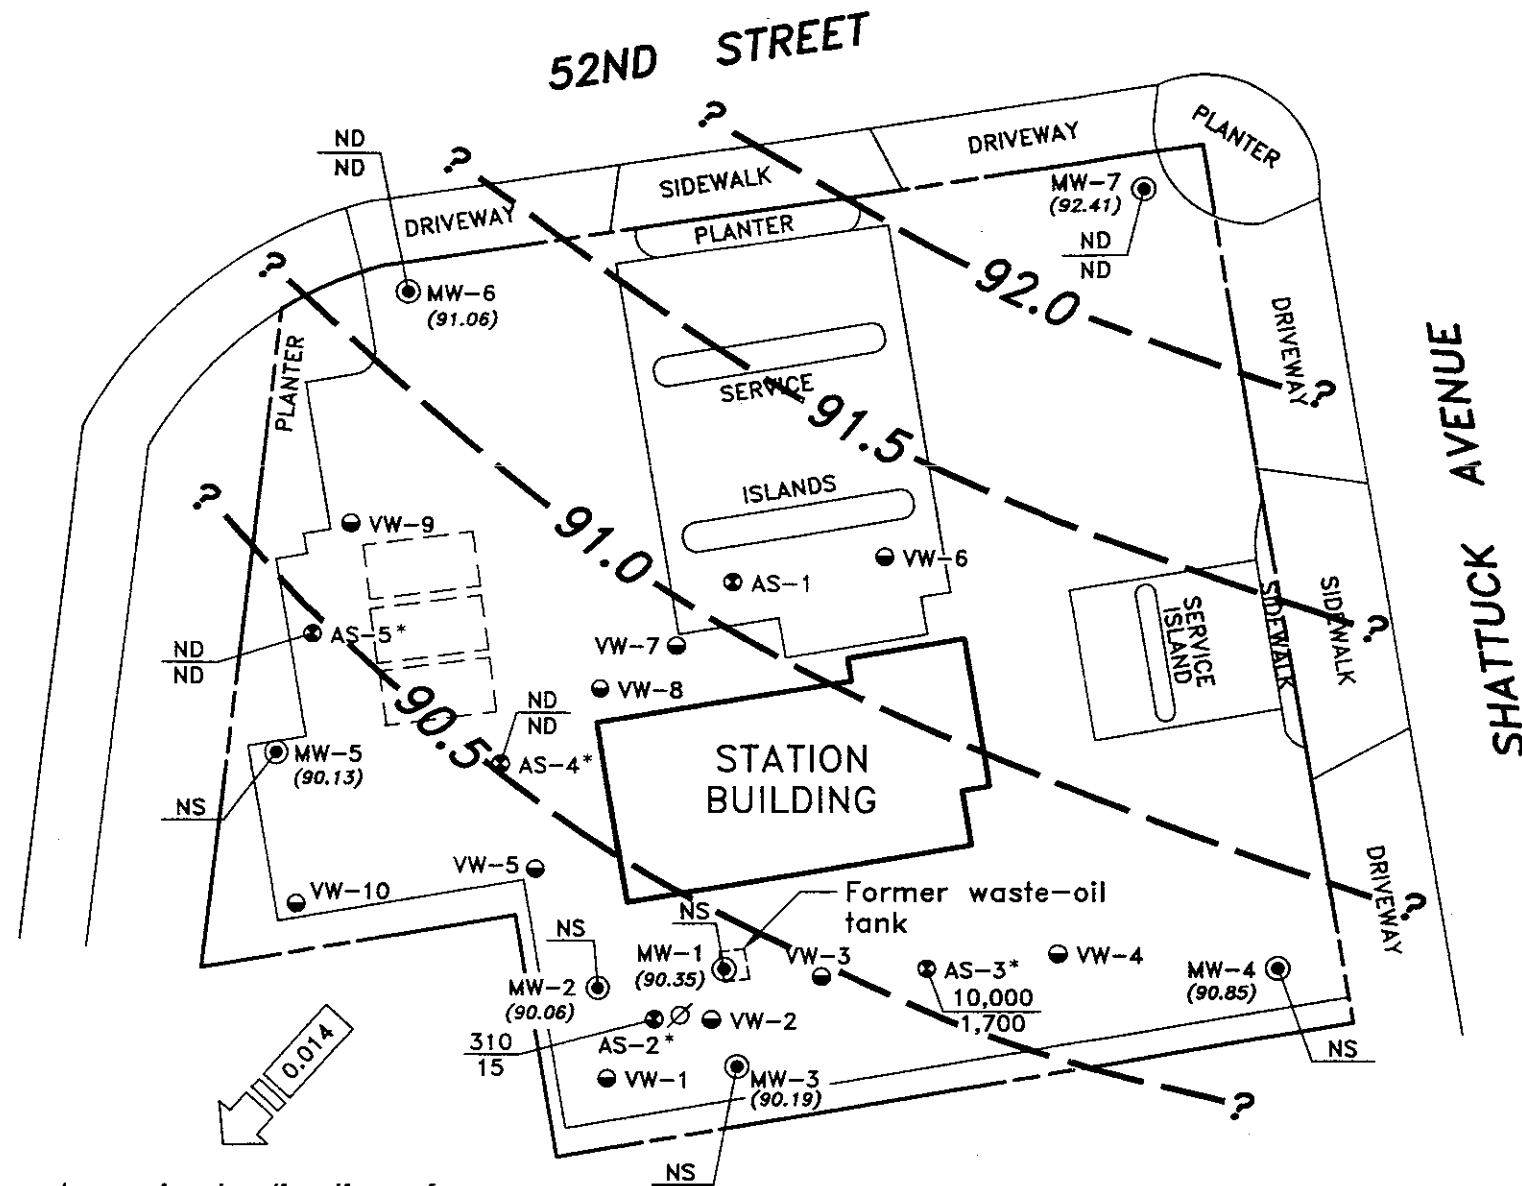 52ND STREET
?
?
?
?
ND
ND
DRIVEWAY
SIDEWALK
DRIVEWAY
PLANTER
PLANTER
MW-7
(92.41)
ND
ND
MW-6
(91.06)
92.0
DRIVEWAY
?
SHATTUCK AVENUE
PLANTER
SERVICE
91.5
ISLANDS
VW-9
91.0
VW-6
AS-1
SERVICE
ISLAND
SIDEWALK
SIDEWALK
?
AS-5*
ND
ND
VW-7
VW-8
ND
ND
90.5
AS-4*
MW-5
(90.13)
NS
STATION
BUILDING
VW-5
VW-10
Former waste-oil
tank
DRIVEWAY
?
NS
NS
MW-1
(90.35)
VW-3
VW-4
AS-3*
10,000
1,700
MW-4
(90.85)
NS
MW-2
(90.06)
VW-2
AS-2*
310
15
VW-1
MW-3
(90.19)
?
0.014
NS